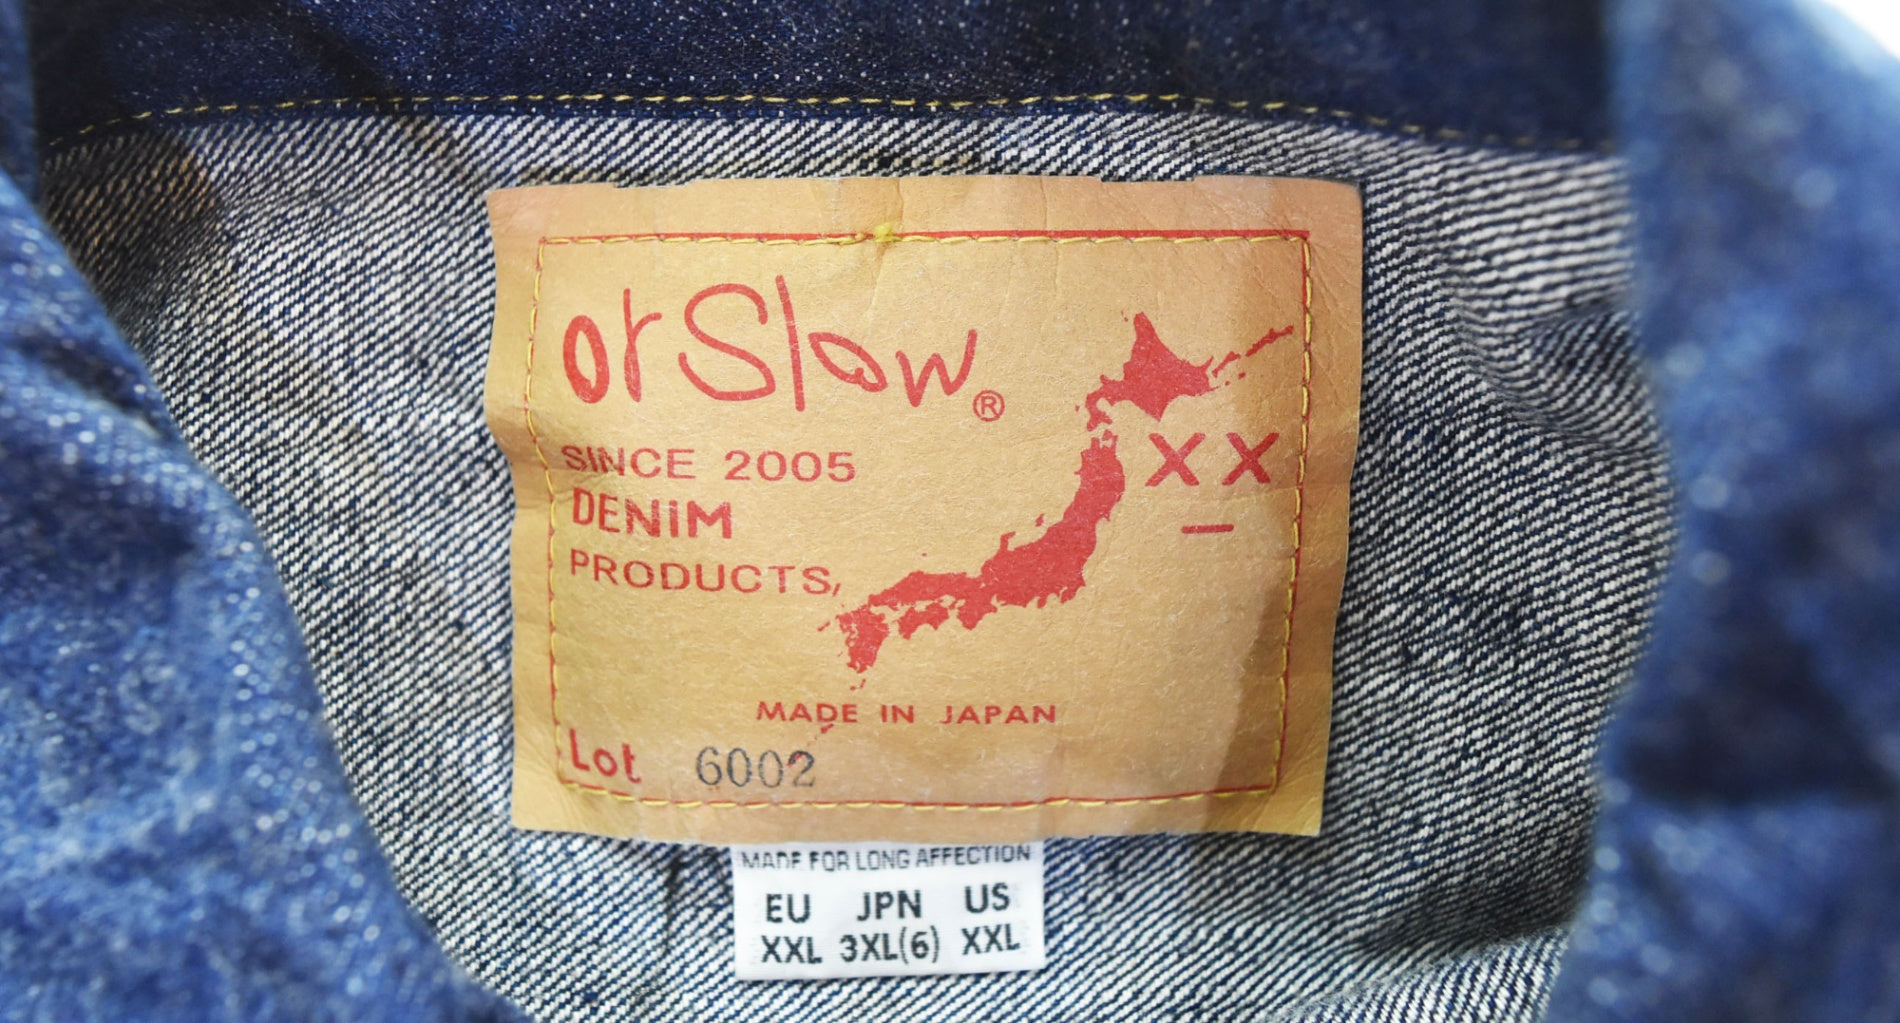 orSlow®
SINCE 2005
DENIM
PRODUCTS,
XX
–
MADE IN JAPAN
Lot 6002
MADE FOR LONG AFFECTION
EU JPN US
XXL 3XL(6) XXL